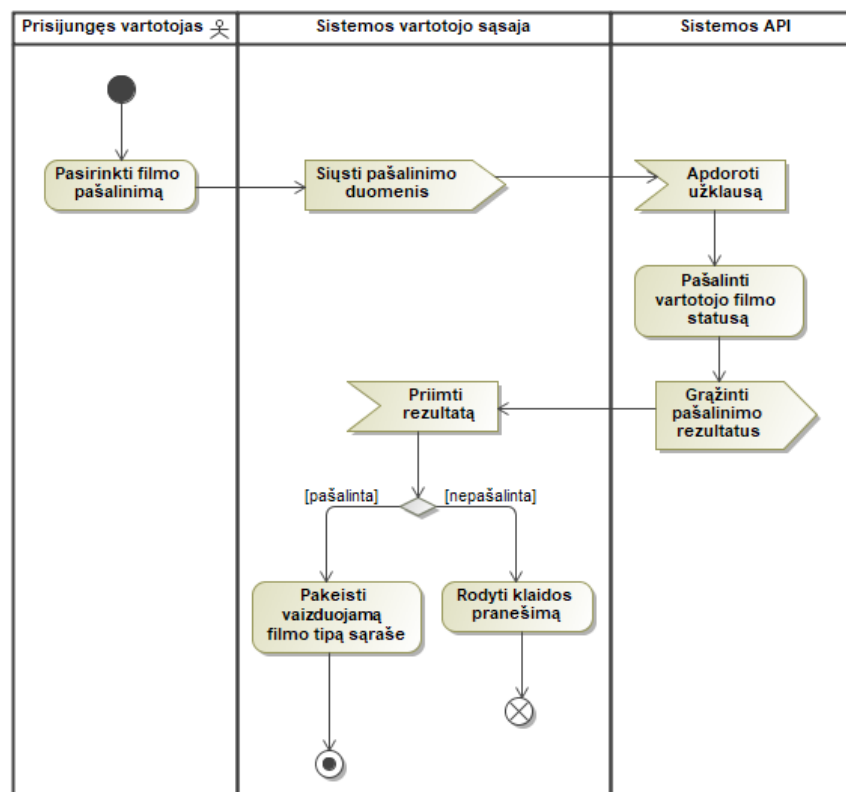 Prisijungęs vartotojas
Sistemos vartotojo sąsaja
Sistemos API
Pasirinkti filmo
pašalinimą
Siųsti pašalinimo
duomenis
Apdoroti
užklausą
Pašalinti
vartotojo filmo
statusą
Grąžinti
pašalinimo
rezultatus
Priimti
rezultatą
[pašalinta]
[nepašalinta]
Pakeisti
vaizduojamą
filmo tipą sąraše
Rodyti klaidos
pranešimą